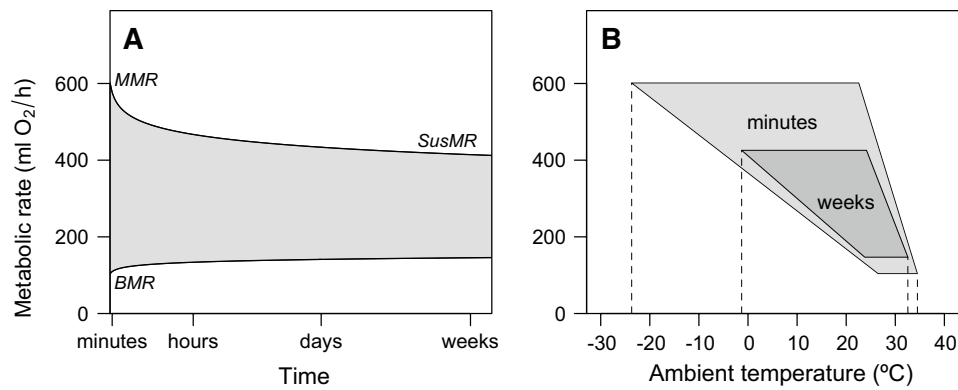 A
Metabolic rate (ml O₂/h)
600
400
200
0
MMR
SusMR
BMR
minutes hours days weeks
Time
B
600
400
200
0
minutes
weeks
-30 -20 -10 0 10 20 30 40
Ambient temperature (ºC)